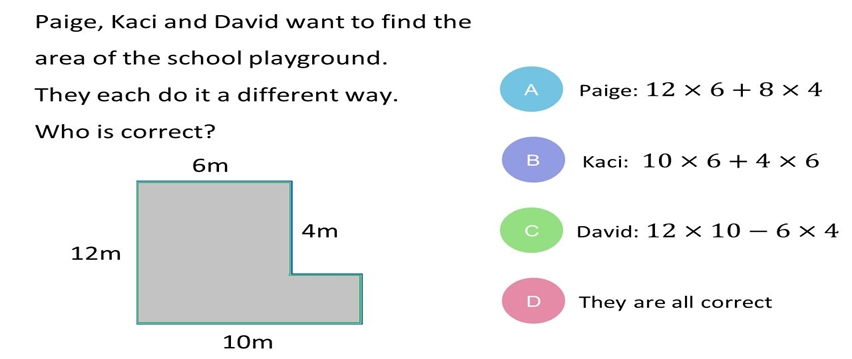 Paige, Kaci and David want to find the
area of the school playground.
They each do it a different way.
Who is correct?
6m
4m
12m
10m
A Paige: 12 × 6 + 8 × 4
B Kaci: 10 × 6 + 4 × 6
C David: 12 × 10 − 6 × 4
D They are all correct